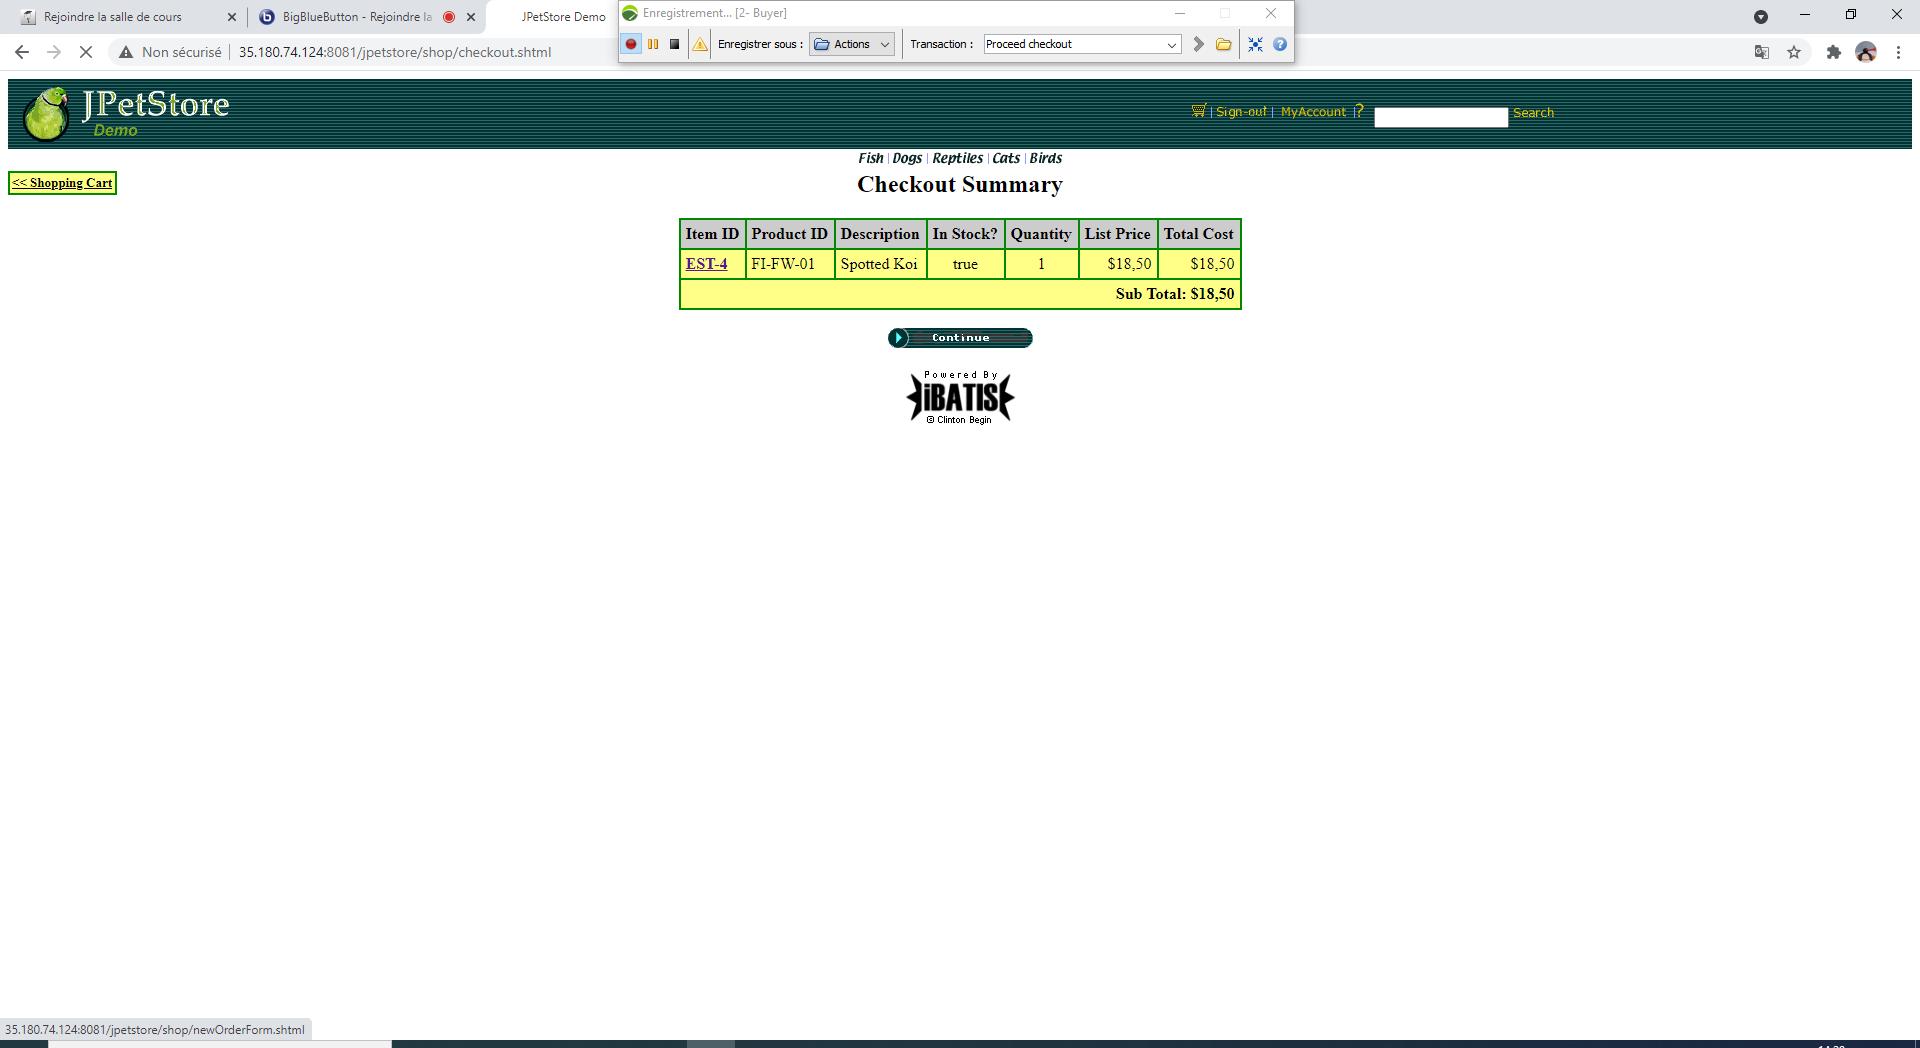 Rejoindre la salle de cours
BigBlueButton - Rejoindre la
JPetStore Demo
Enregistrement... [2- Buyer]
Enregistrer sous : Actions Transaction : Proceed checkout
Non sécurisé 35.180.74.124:8081/jpetstore/shop/checkout.shtml
JPetStore
Demo
| Sign-out | MyAccount | ? Search
Fish | Dogs | Reptiles | Cats | Birds
<< Shopping Cart
Checkout Summary
Item ID Product ID Description In Stock? Quantity List Price Total Cost
EST-4 FI-FW-01 Spotted Koi true 1 $18,50 $18,50
Sub Total: $18,50
Continue
Powered By
iBATIS
© Clinton Begin
35.180.74.124:8081/jpetstore/shop/newOrderForm.shtml